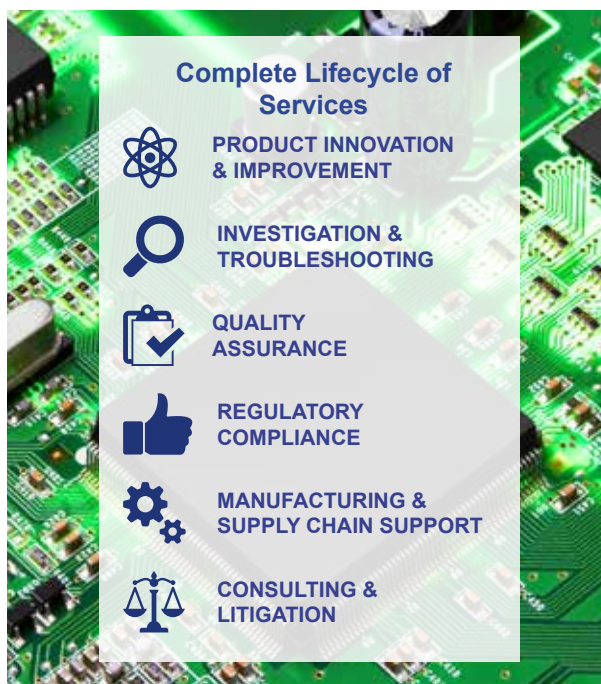 Complete Lifecycle of
Services
PRODUCT INNOVATION
& IMPROVEMENT
INVESTIGATION &
TROUBLESHOOTING
QUALITY
ASSURANCE
REGULATORY
COMPLIANCE
MANUFACTURING &
SUPPLY CHAIN SUPPORT
CONSULTING &
LITIGATION